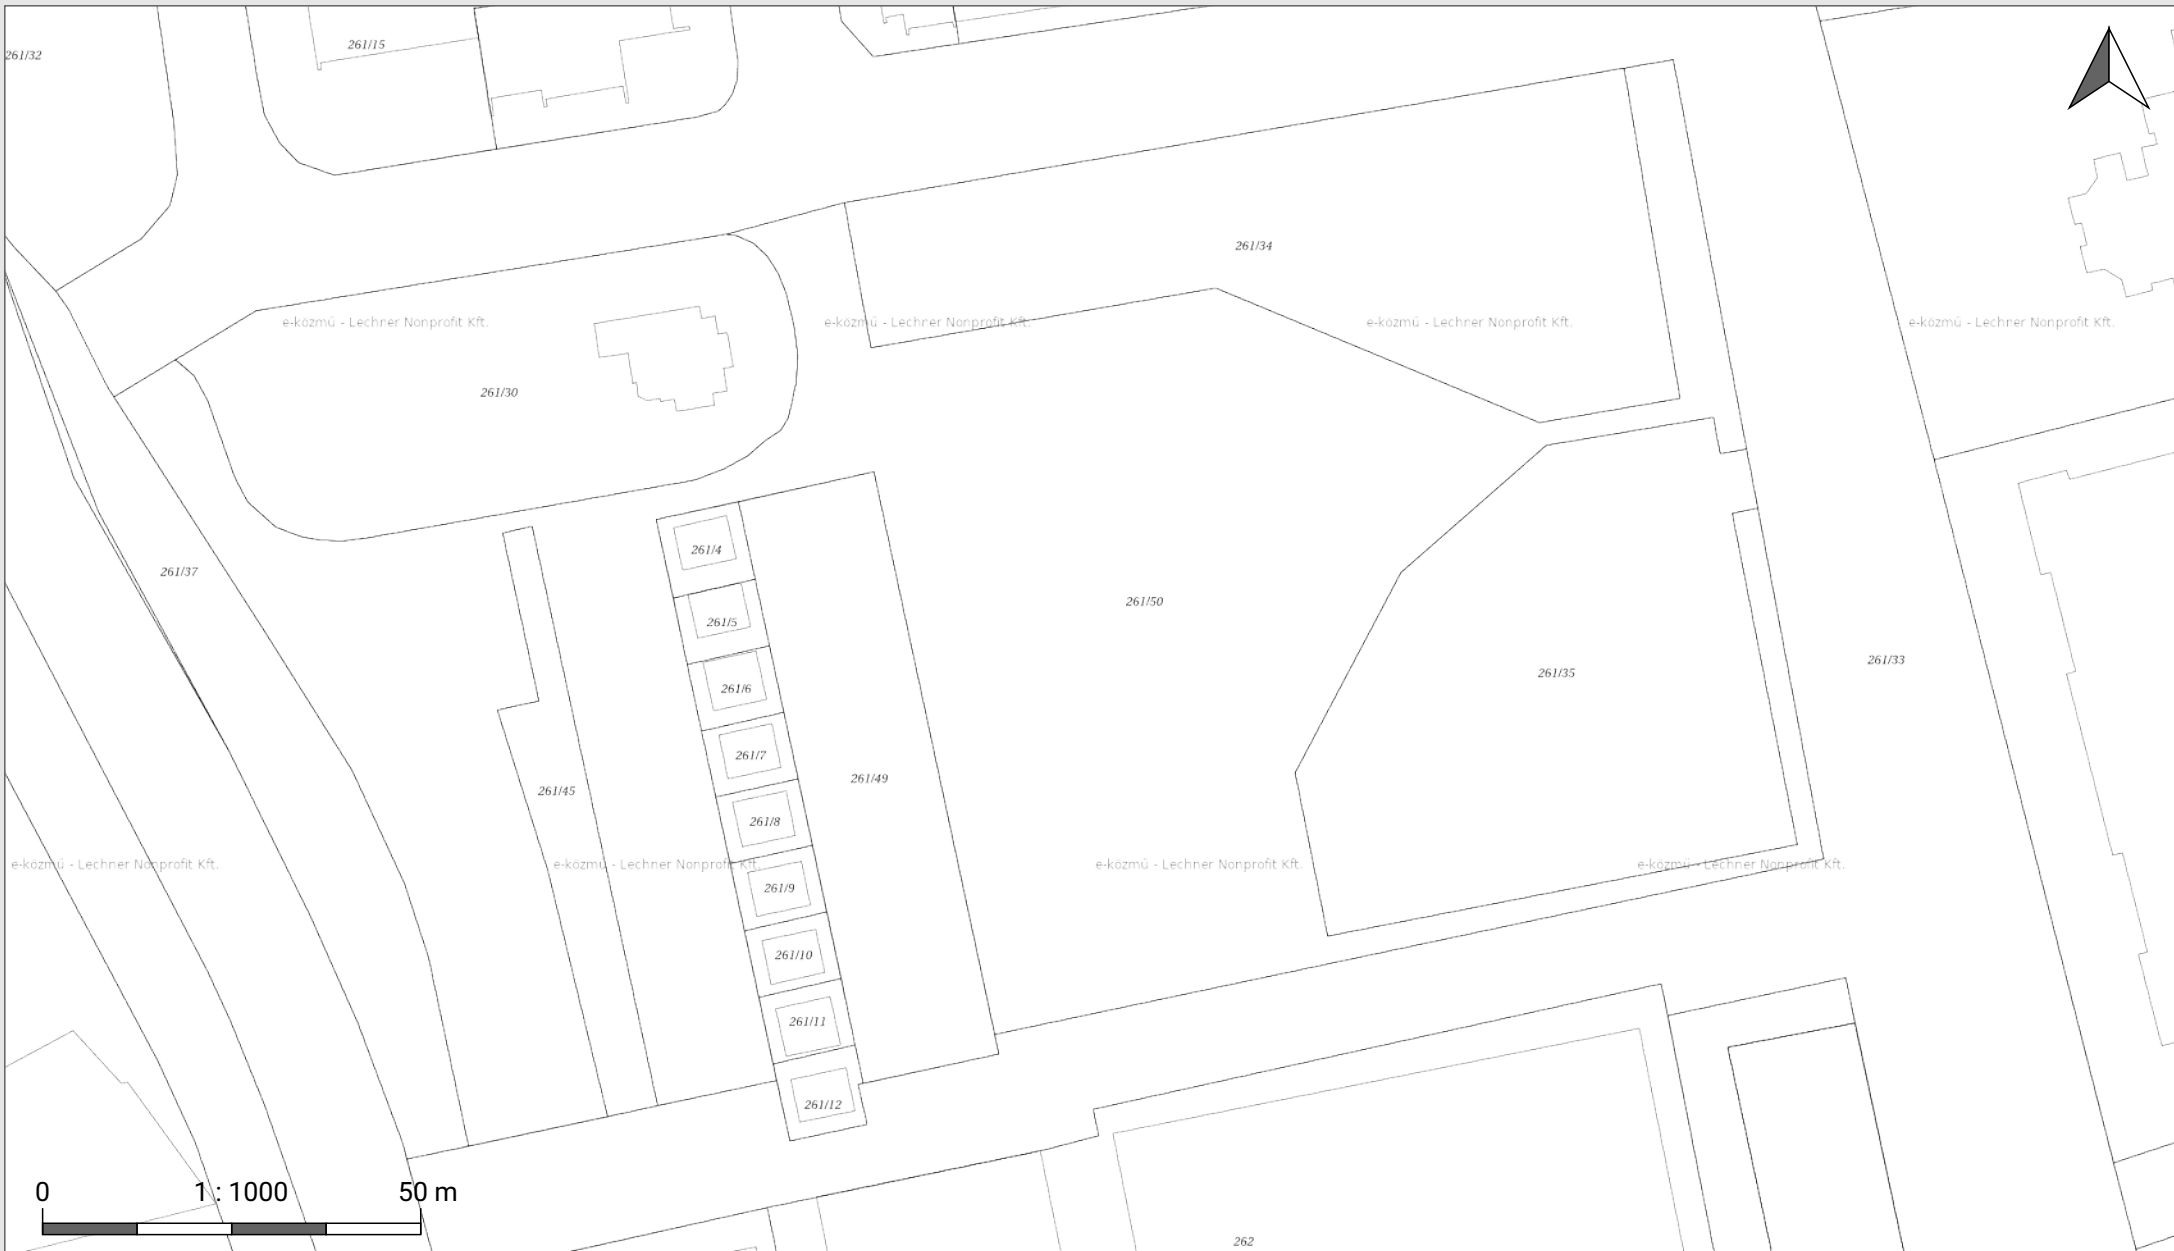 261/32
261/15
261/34
e-közmű - Lechner Nonprofit Kft.
e-közmű - Lechner Nonprofit Kft.
e-közmű - Lechner Nonprofit Kft.
e-közmű - Lechner Nonprofit Kft.
261/30
261/4
261/37
261/50
261/5
261/33
261/35
261/6
261/7
261/49
261/45
261/8
e-közmű - Lechner Nonprofit Kft.
e-közmű - Lechner Nonprofit Kft.
e-közmű - Lechner Nonprofit Kft.
e-közmű - Lechner Nonprofit Kft.
261/9
261/10
261/11
261/12
0 1 : 1000 50 m
262